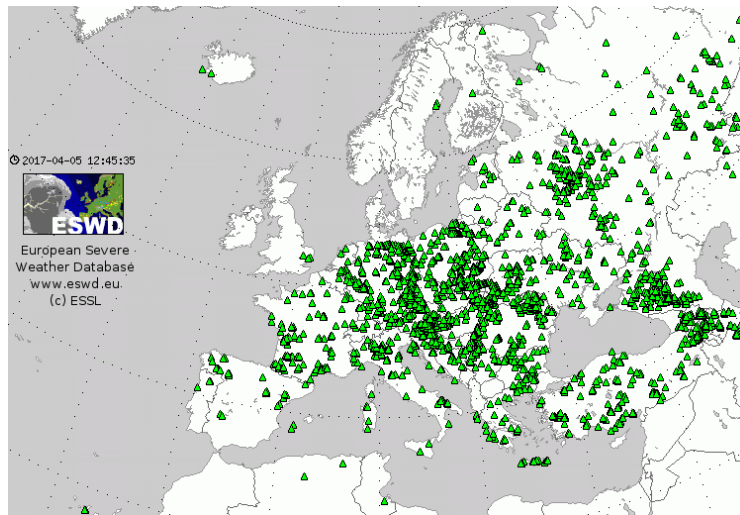 2017-04-05 12:45:35
ESWD
European Severe
Weather Database
www.eswd.eu
(c) ESSL